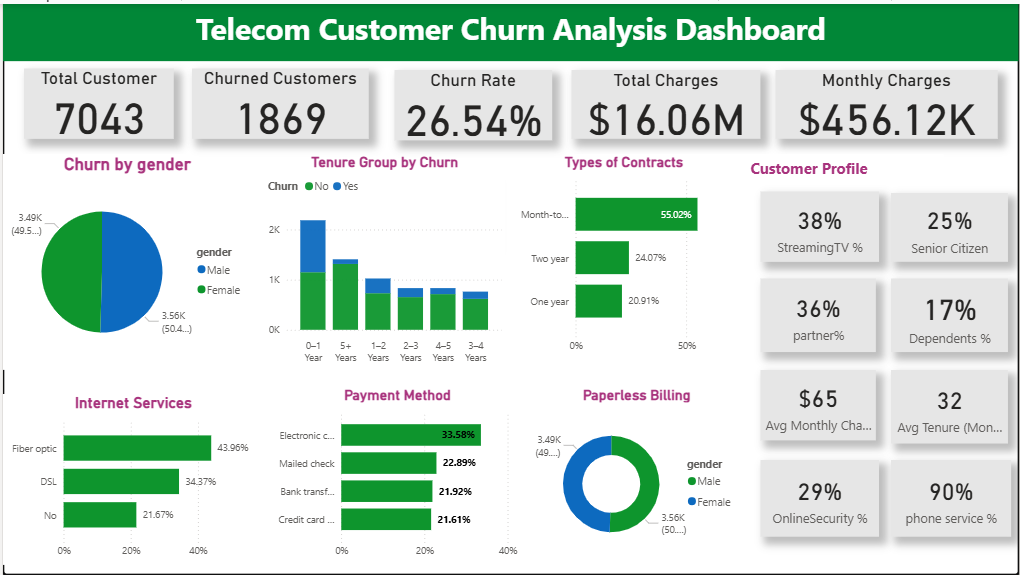 Telecom Customer Churn Analysis Dashboard
Total Customer
7043
Churned Customers
1869
Churn Rate
26.54%
Total Charges
$16.06M
Monthly Charges
$456.12K
Churn by gender
3.49K
(49.5...)
gender
Male
Female
3.56K
(50.4...)
Tenure Group by Churn
Churn No Yes
2K
1K
0K
0–1 Year
5+ Years
1–2 Years
2–3 Years
4–5 Years
3–4 Years
Types of Contracts
Month-to...
55.02%
Two year
24.07%
One year
20.91%
0%
50%
Customer Profile
38%
StreamingTV %
25%
Senior Citizen
36%
partner%
17%
Dependents %
$65
Avg Monthly Cha...
32
Avg Tenure (Mon...
29%
OnlineSecurity %
90%
phone service %
Internet Services
Fiber optic
43.96%
DSL
34.37%
No
21.67%
0%
20%
40%
Payment Method
Electronic c...
33.58%
Mailed check
22.89%
Bank transf...
21.92%
Credit card ...
21.61%
0%
20%
40%
Paperless Billing
3.49K
(49....)
gender
Male
Female
3.56K
(50....)